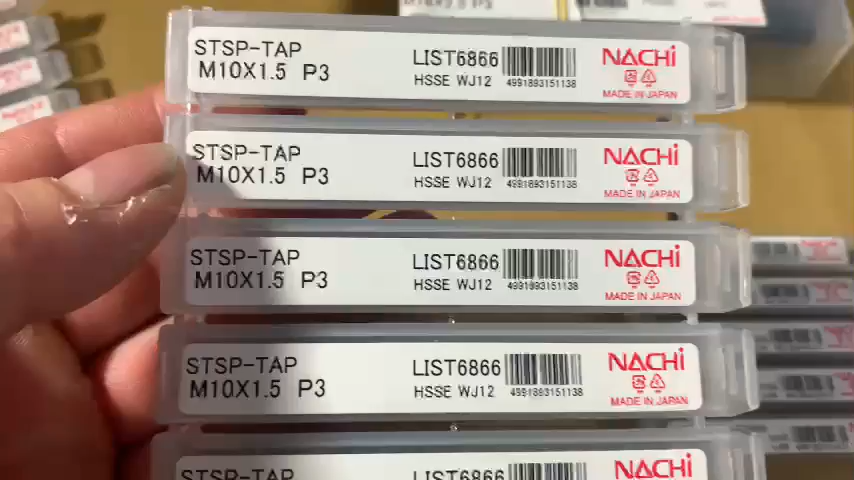 STSP-TAP
M10X1.5 P3
LIST6866
HSSE WJ12
4991893151138
NACHi
MADE IN JAPAN
STSP-TAP
M10X1.5 P3
LIST6866
HSSE WJ12
4991893151138
NACHi
MADE IN JAPAN
STSP-TAP
M10X1.5 P3
LIST6866
HSSE WJ12
4991893151138
NACHi
MADE IN JAPAN
STSP-TAP
M10X1.5 P3
LIST6866
HSSE WJ12
4991893151138
NACHi
MADE IN JAPAN
STSP-TAP
LIST6866
NACHi